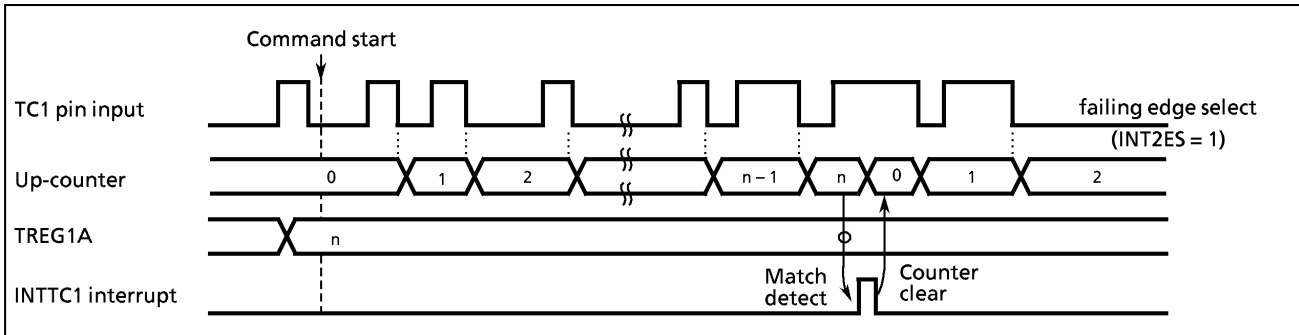 Command start
TC1 pin input
failing edge select
(INT2ES = 1)
Up-counter
0 1 2 n – 1 n 0 1 2
TREG1A
n
Match
detect
Counter
clear
INTTC1 interrupt